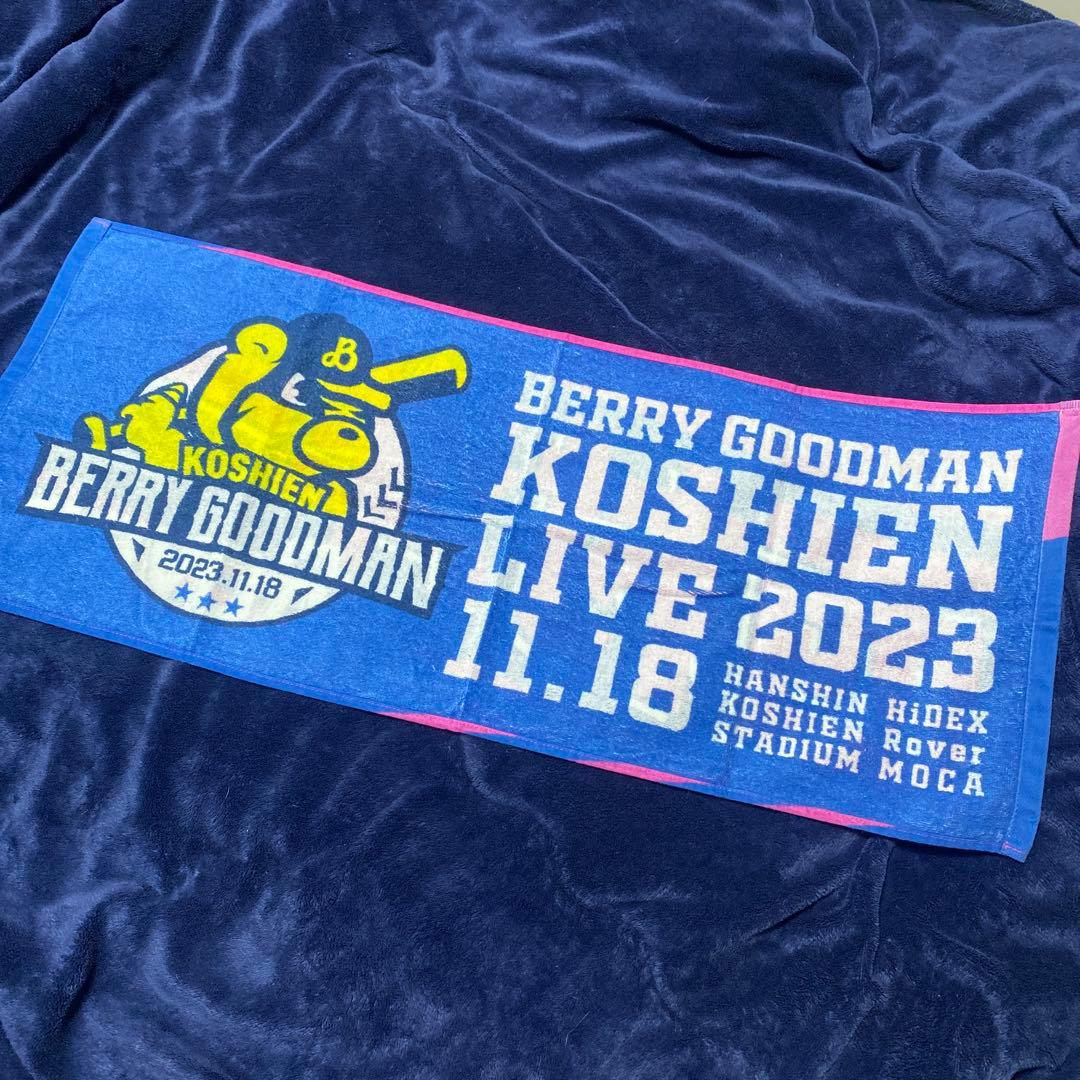 B
KOSHIEN
BERRY GOODMAN
2023.11.18
BERRY GOODMAN
KOSHIEN
LIVE 2023
11.18
HANSHIN HiDEX
KOSHIEN Rover
STADIUM MOCA